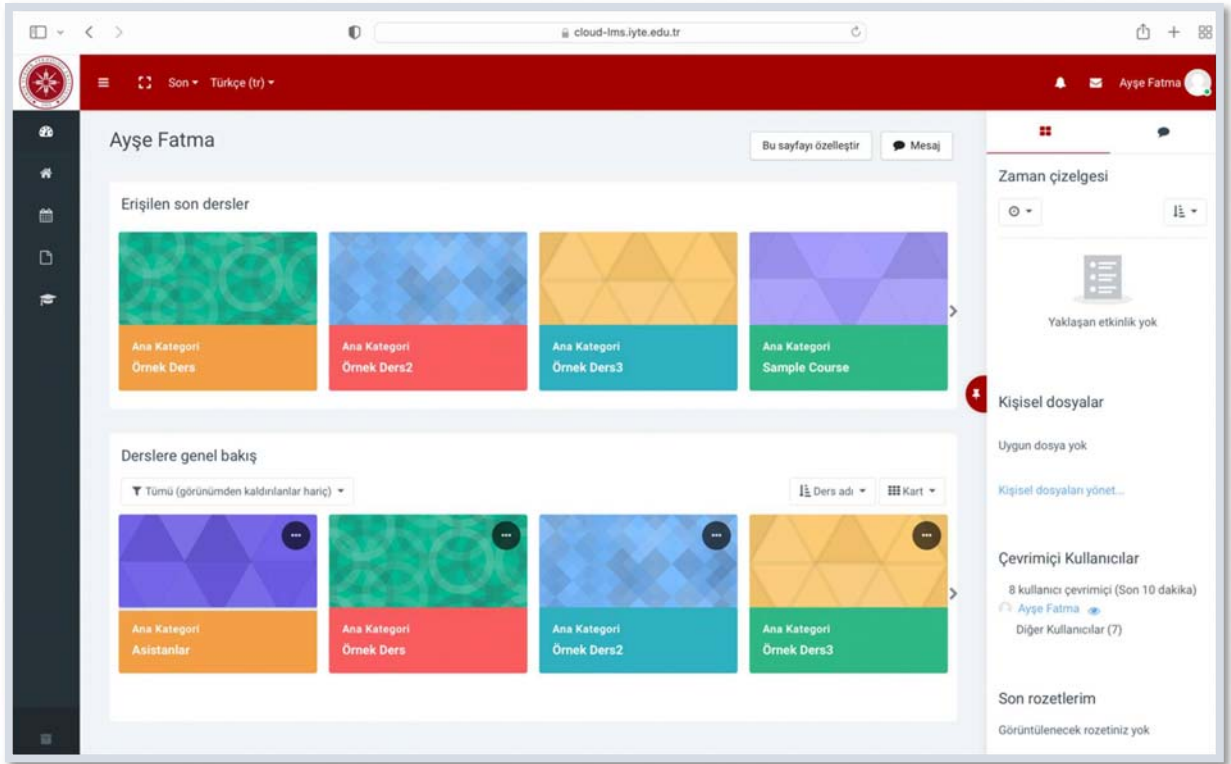 cloud-lms.iyte.edu.tr
Son Türkçe (tr) Ayşe Fatma
Ayşe Fatma
Bu sayfayı özelleştir
Mesaj
Erişilen son dersler
Ana Kategori
Örnek Ders
Ana Kategori
Örnek Ders2
Ana Kategori
Örnek Ders3
Ana Kategori
Sample Course
Derslere genel bakış
Tümü (görünümden kaldırılanlar hariç)
Ders adı
Kart
Ana Kategori
Asistanlar
Ana Kategori
Örnek Ders
Ana Kategori
Örnek Ders2
Ana Kategori
Örnek Ders3
Zaman çizelgesi
Yaklaşan etkinlik yok
Kişisel dosyalar
Uygun dosya yok
Kişisel dosyaları yönet...
Çevrimiçi Kullanıcılar
8 kullanıcı çevrimiçi (Son 10 dakika)
Ayşe Fatma
Diğer Kullanıcılar (7)
Son rozetlerim
Görüntülenecek rozetiniz yok